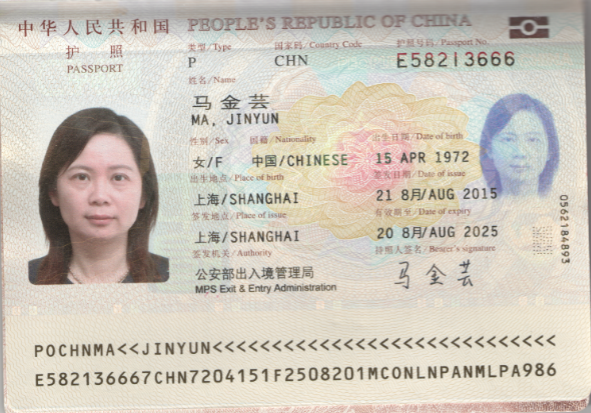 中华人民共和国 PEOPLE'S REPUBLIC OF CHINA
护照
PASSPORT
类型/Type 国家码/Country Code 护照号码/Passport No.
P CHN E58213666
姓名/Name
马金芸
MA, JINYUN
性别/Sex 国籍/Nationality 出生日期/Date of birth
女/F 中国/CHINESE 15 APR 1972
出生地点/Place of birth 签发日期/Date of issue
上海/SHANGHAI 21 8月/AUG 2015
签发地点/Place of issue 有效期至/Date of expiry
上海/SHANGHAI 20 8月/AUG 2025
签发机关/Authority 持照人签名/Bearer's signature
公安部出入境管理局 马金芸
MPS Exit & Entry Administration
0562184893
POCHNMA<<JINYUN<<<<<<<<<<<<<<<<<<<<<<<<<<<<<
E582136667CHN7204151F2508201MCONLNPANMLPA986